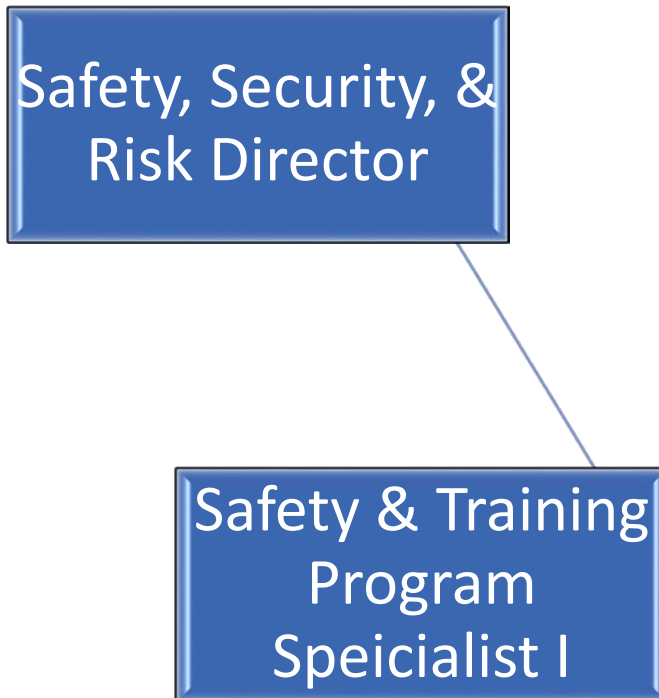 Safety, Security, &
Risk Director
Safety & Training
Program
Speicialist I